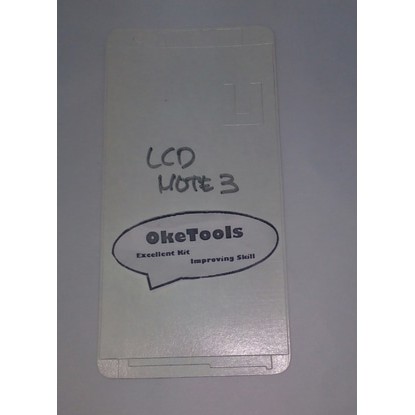 LCD
NOTE 3
OkeTools
Excellent Kit
Improving Skill